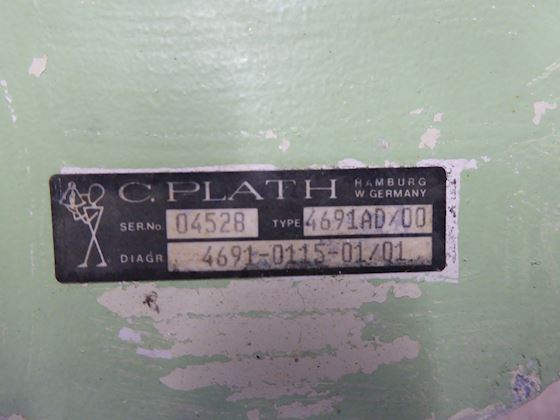 C. PLATH HAMBURG W GERMANY
SER.No. 04528 TYPE 4691AD/00
DIAGR. 4691-0115-01/01